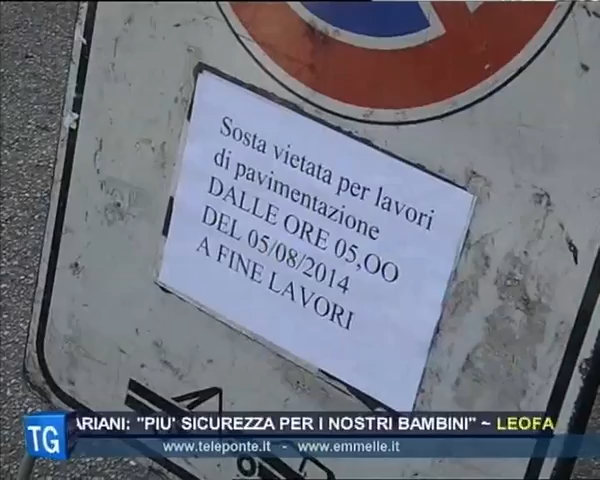 Sosta vietata per lavori
di pavimentazione
DALLE ORE 05,OO
DEL 05/08/2014
A FINE LAVORI
TG
ARIANI: "PIU' SICUREZZA PER I NOSTRI BAMBINI" ~ LEOFA
www.teleponte.it - www.emmelle.it